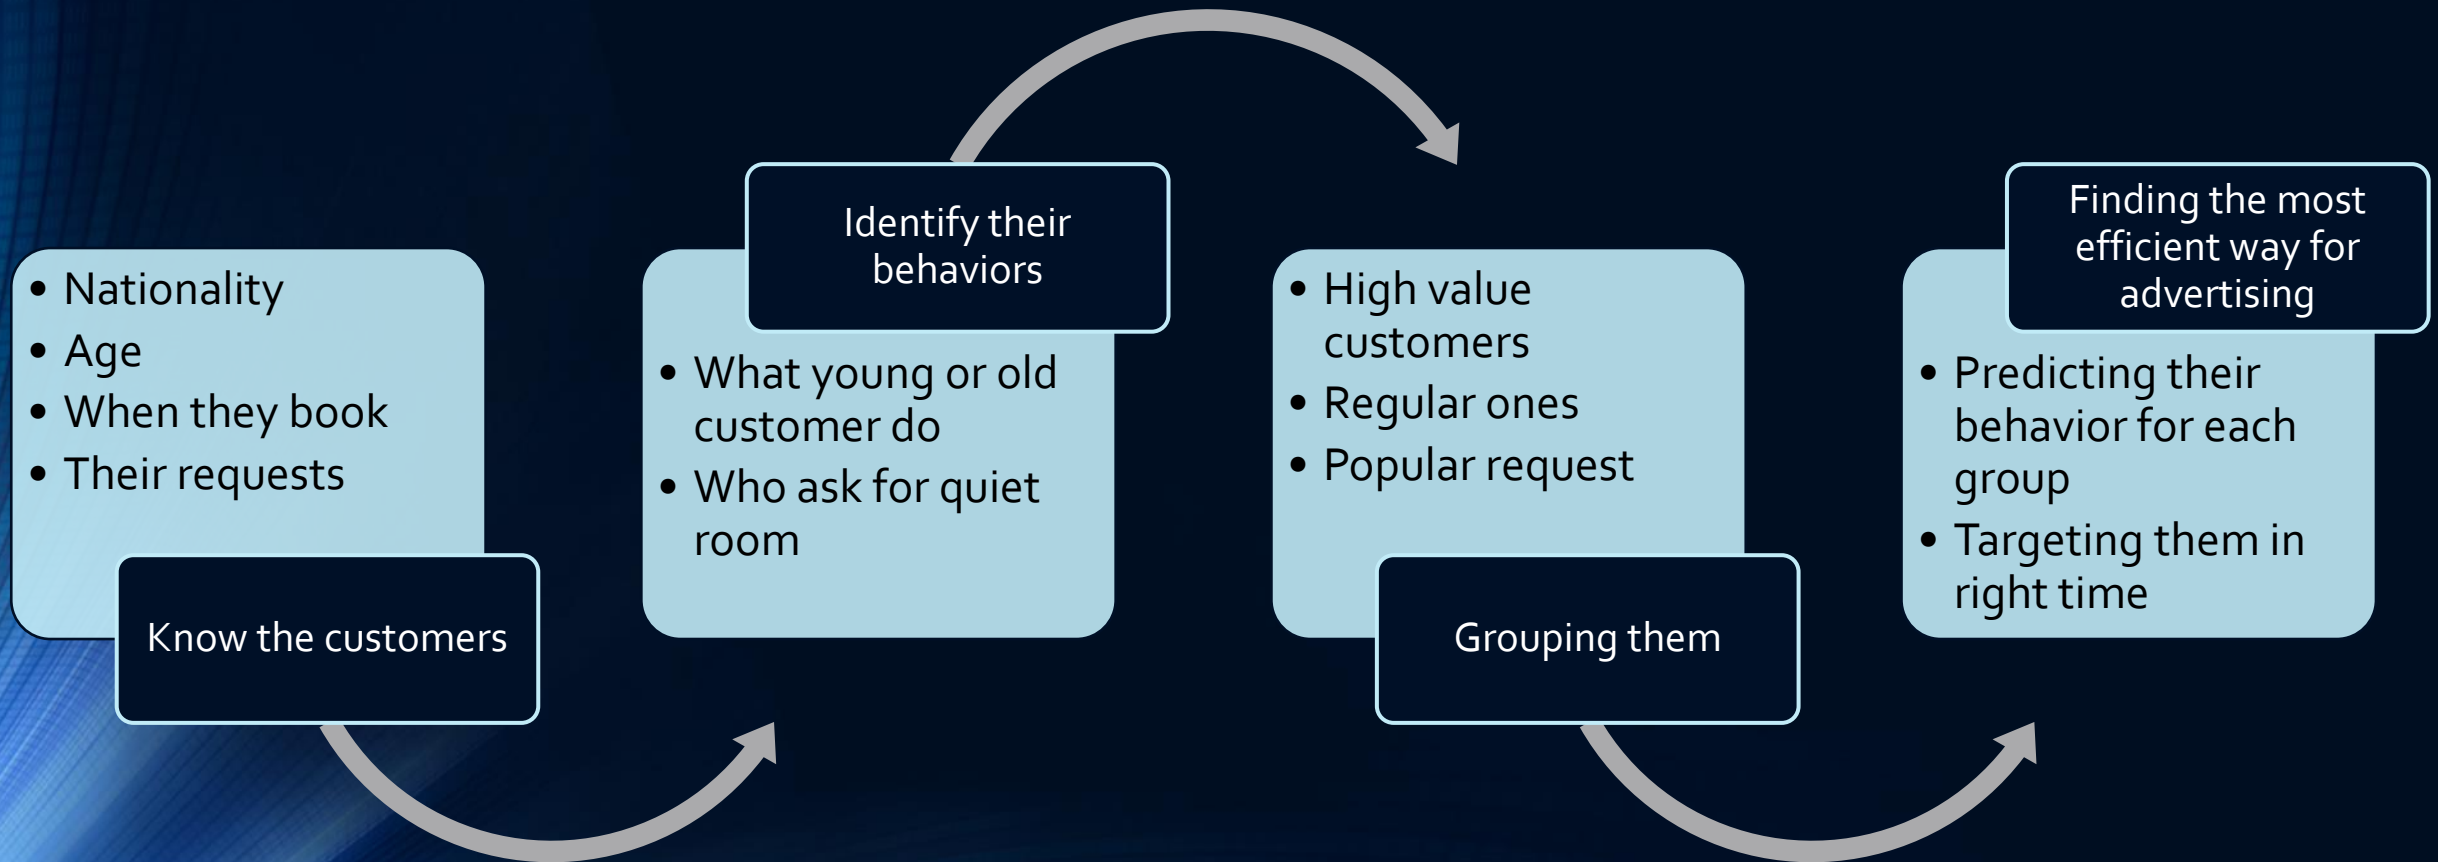 • Nationality
• Age
• When they book
• Their requests
Know the customers
Identify their
behaviors
• What young or old
customer do
• Who ask for quiet
room
• High value
customers
• Regular ones
• Popular request
Grouping them
Finding the most
efficient way for
advertising
• Predicting their
behavior for each
group
• Targeting them in
right time